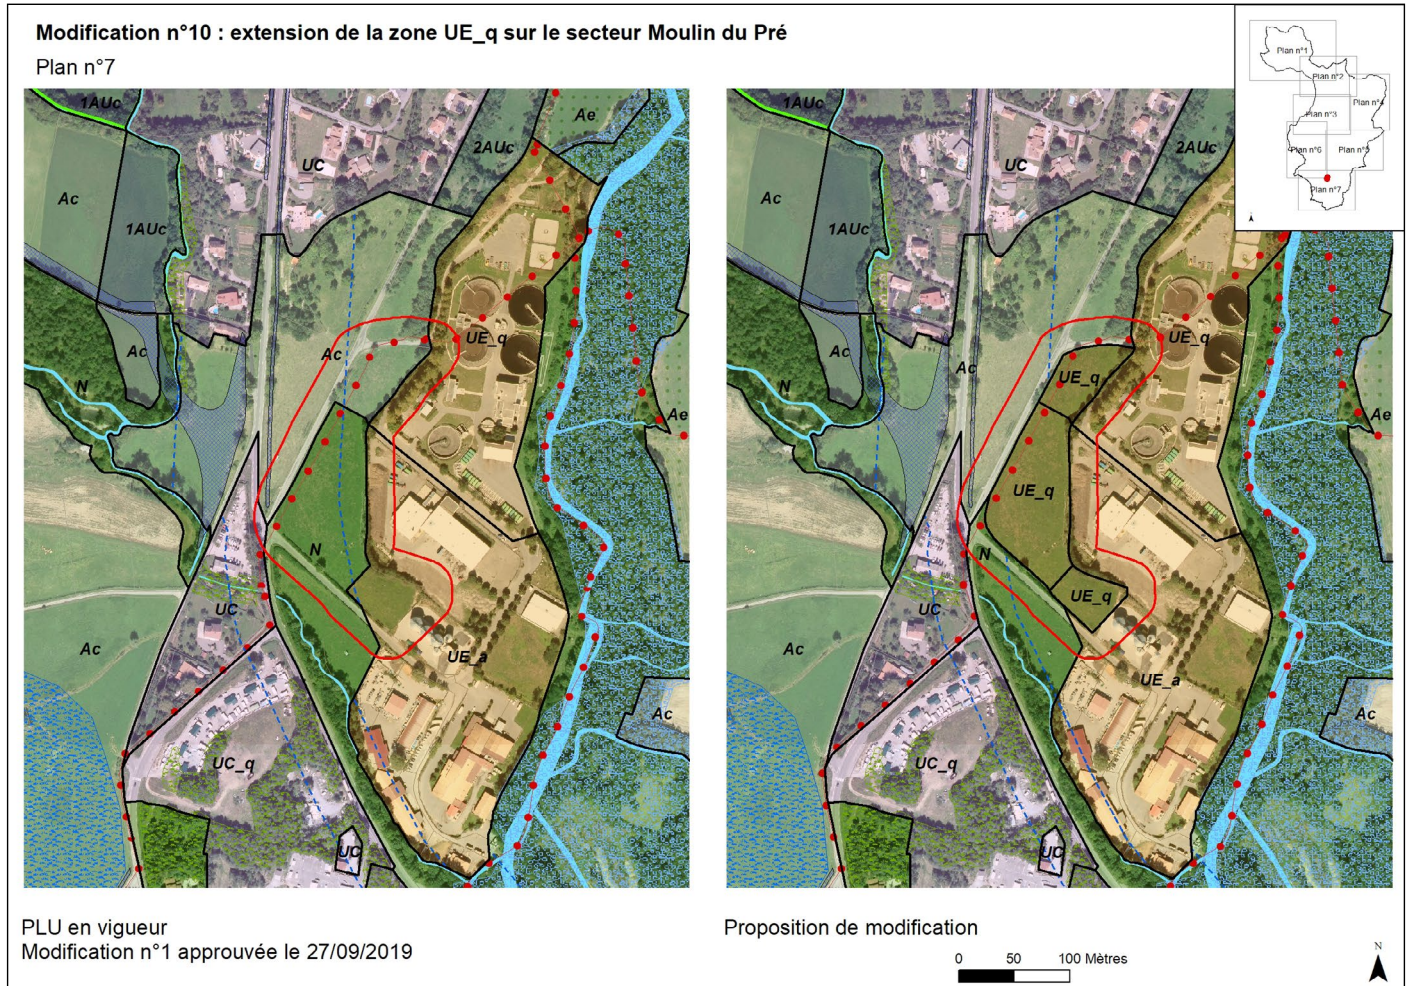 Modification n°10 : extension de la zone UE_q sur le secteur Moulin du Pré
Plan n°7
Plan n°1
Plan n°2
Plan n°4
Plan n°3
Plan n°6
Plan n°5
Plan n°7
1AUc
Ae
2AUc
UC
Ac
1AUc
Ac
N
UE_q
Ac
Ae
N
UC
Ac
UE_a
Ac
UC_q
UC
1AUc
UC
2AUc
Ac
1AUc
UE_q
Ac
Ac
UE_q
N
Ae
UE_q
N
UE_q
UC
Ac
UE_a
Ac
UC_q
UC
PLU en vigueur
Modification n°1 approuvée le 27/09/2019
Proposition de modification
0 50 100 Mètres
N